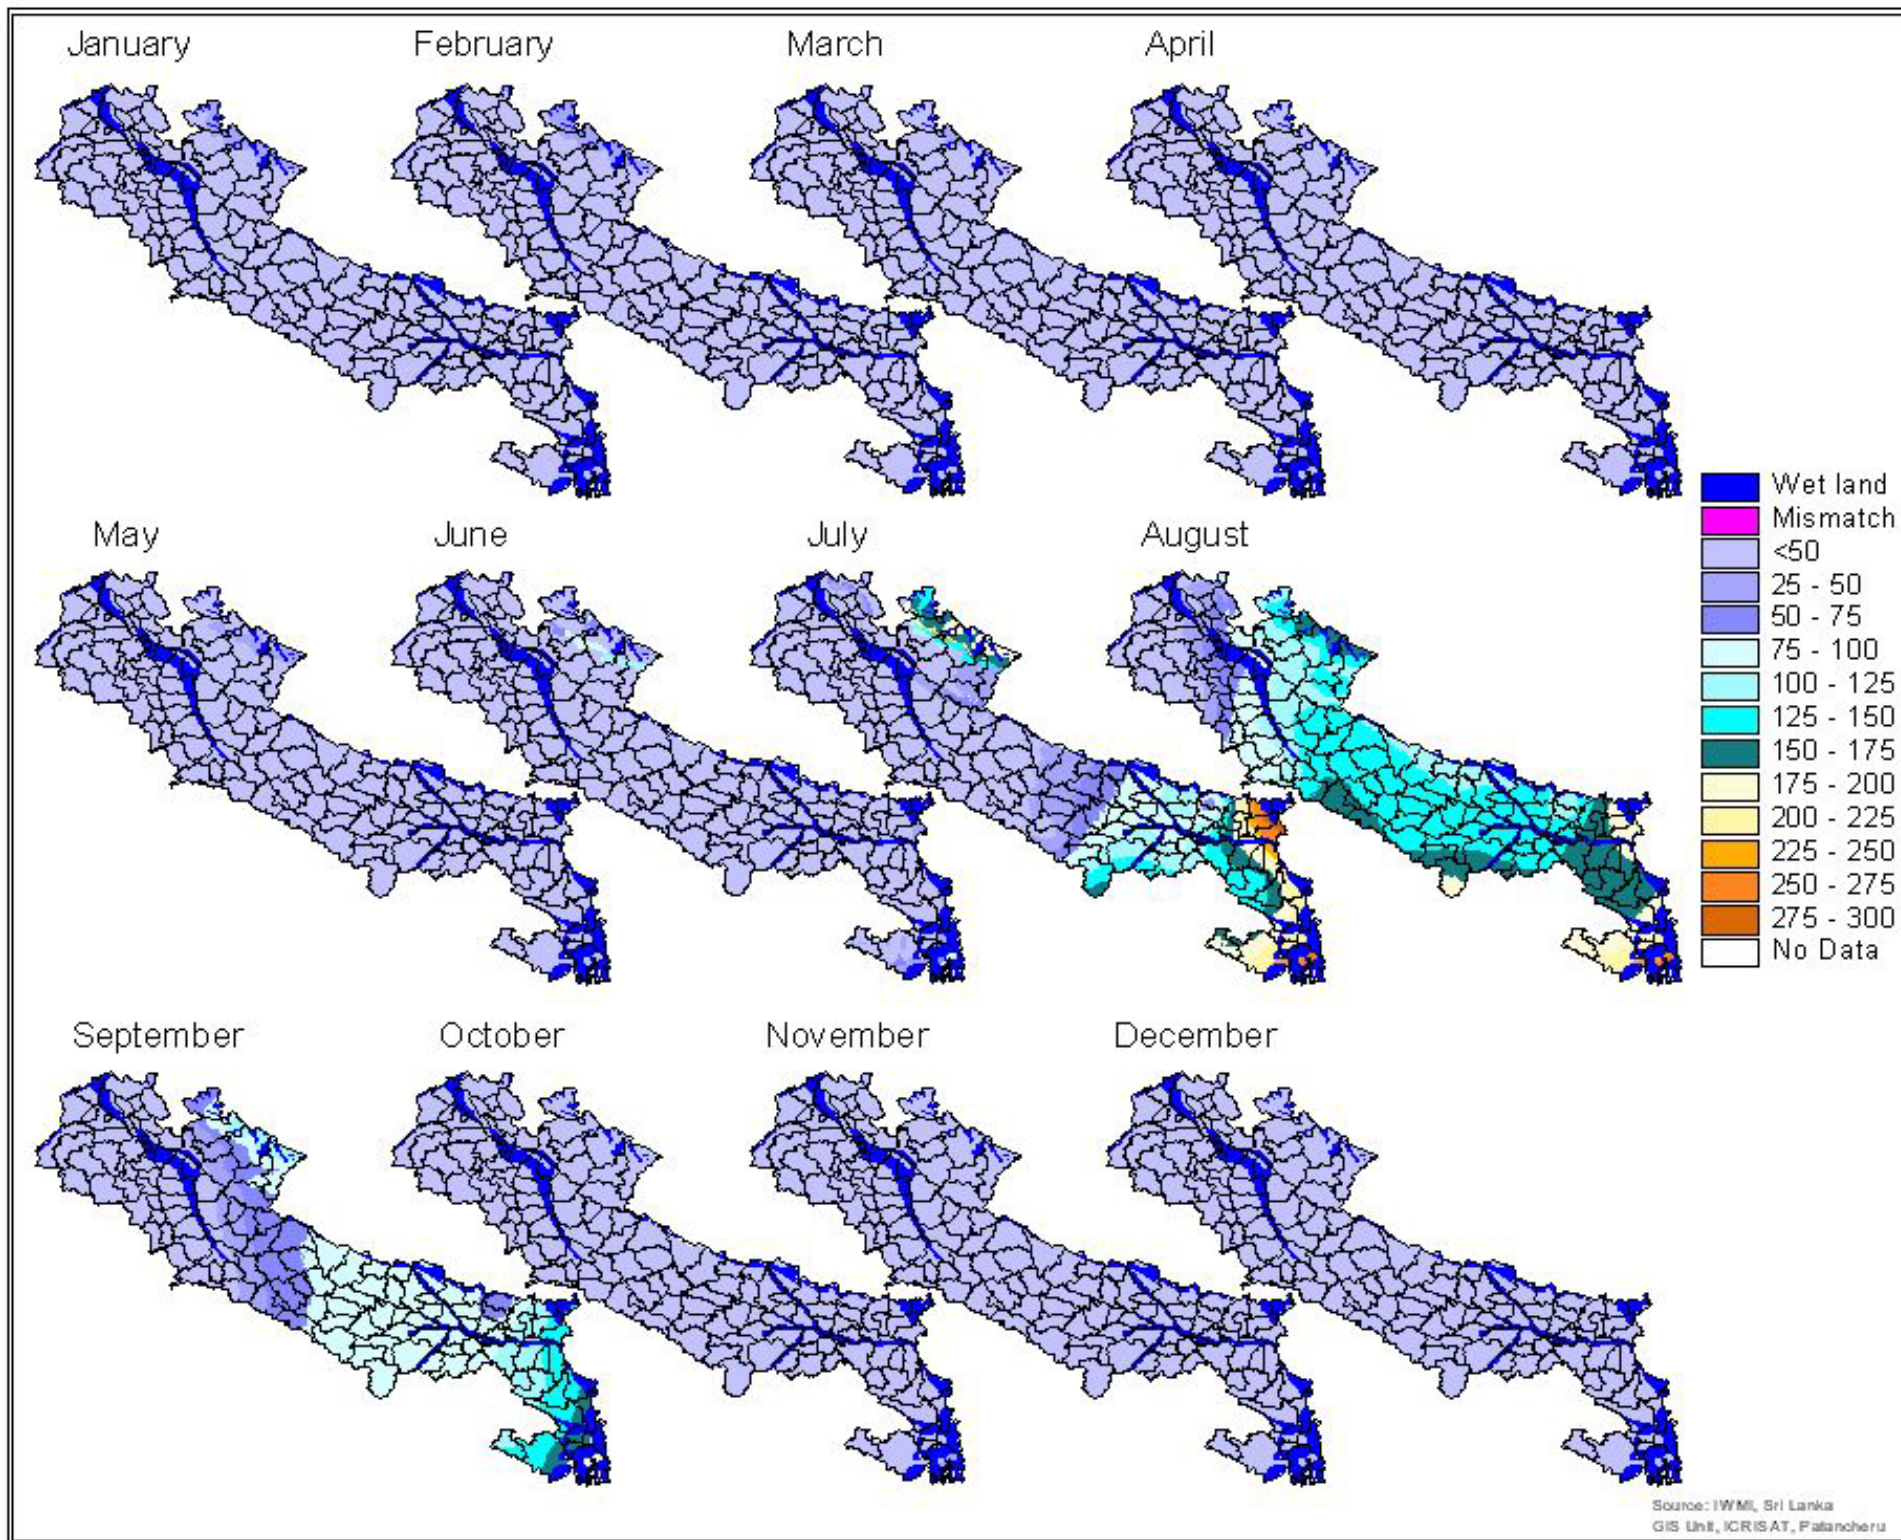 January
February
March
April
May
June
July
August
September
October
November
December
Wet land
Mismatch
<50
25 - 50
50 - 75
75 - 100
100 - 125
125 - 150
150 - 175
175 - 200
200 - 225
225 - 250
250 - 275
275 - 300
No Data
Source: IWMI, Sri Lanka
GIS Unit, ICRISAT, Patancheru